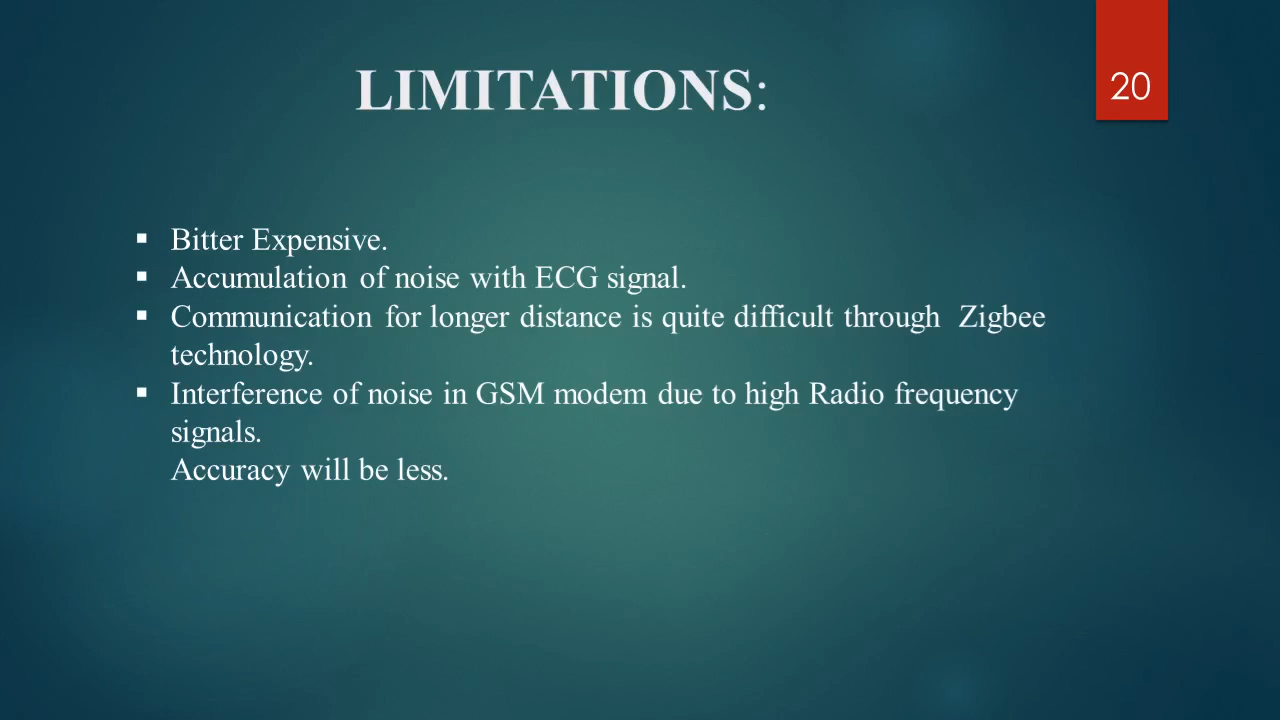 LIMITATIONS:
20
▪ Bitter Expensive.
▪ Accumulation of noise with ECG signal.
▪ Communication for longer distance is quite difficult through Zigbee
technology.
▪ Interference of noise in GSM modem due to high Radio frequency
signals.
Accuracy will be less.